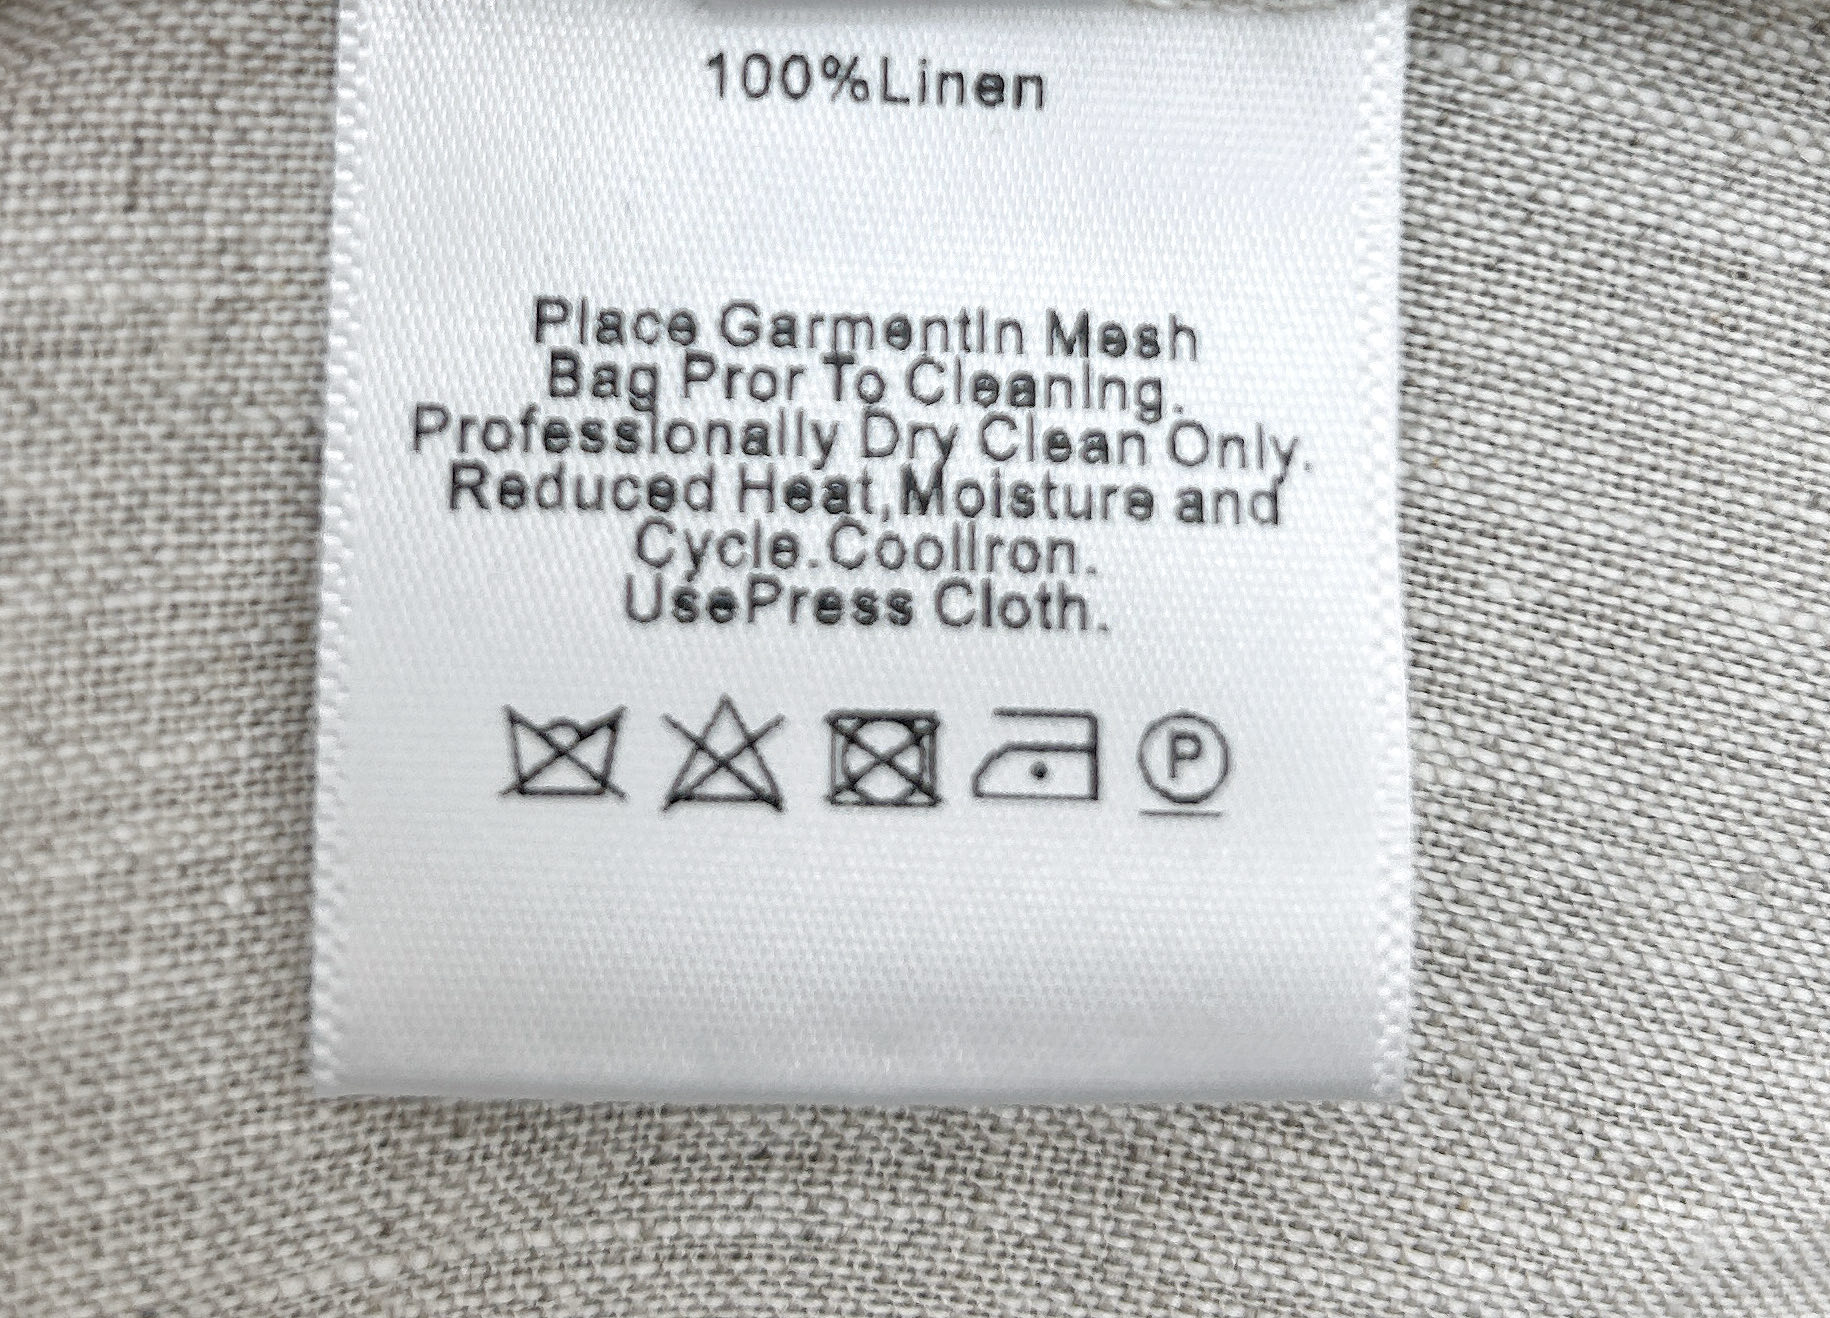 100%Linen
Place GarmentIn Mesh
Bag Pror To Cleaning.
Professionally Dry Clean Only.
Reduced Heat,Moisture and
Cycle.CoolIron.
UsePress Cloth.
P